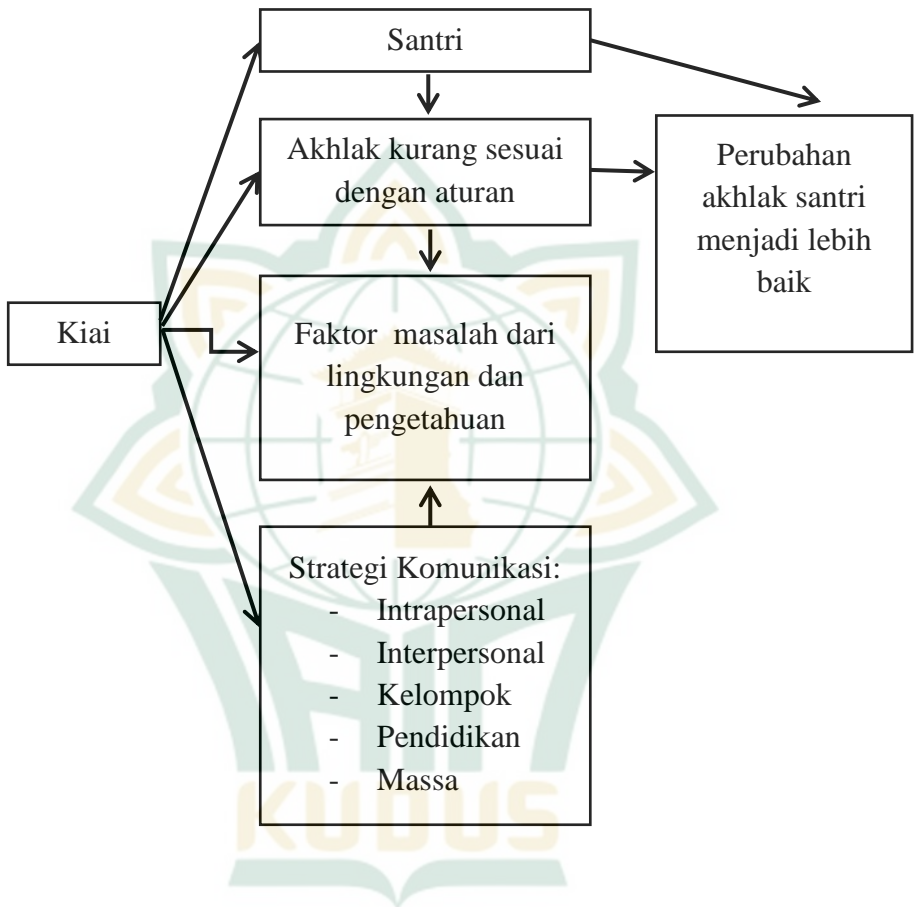 Santri
Akhlak kurang sesuai
dengan aturan
Perubahan
akhlak santri
menjadi lebih
baik
Kiai
Faktor masalah dari
lingkungan dan
pengetahuan
Strategi Komunikasi:
- Intrapersonal
- Interpersonal
- Kelompok
- Pendidikan
- Massa
IAIN
KUDUS